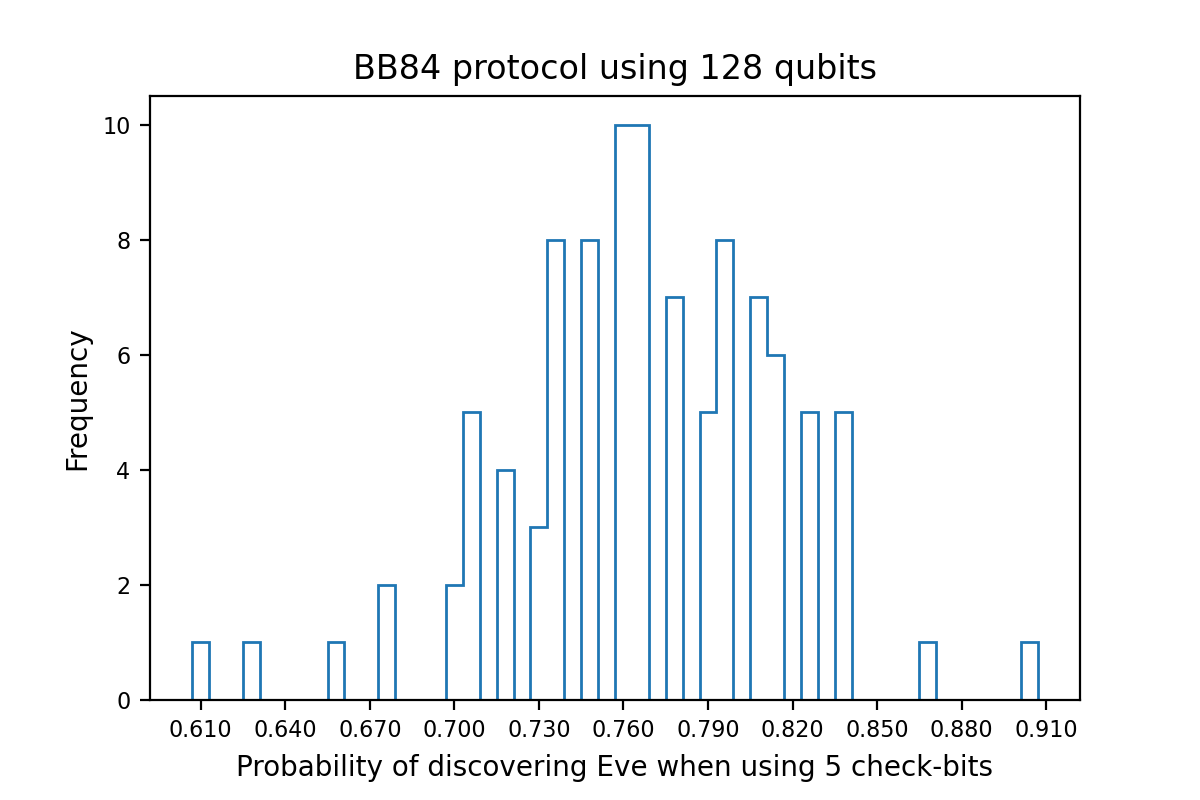 BB84 protocol using 128 qubits
10
8
6
4
2
0
Frequency
0.610 0.640 0.670 0.700 0.730 0.760 0.790 0.820 0.850 0.880 0.910
Probability of discovering Eve when using 5 check-bits